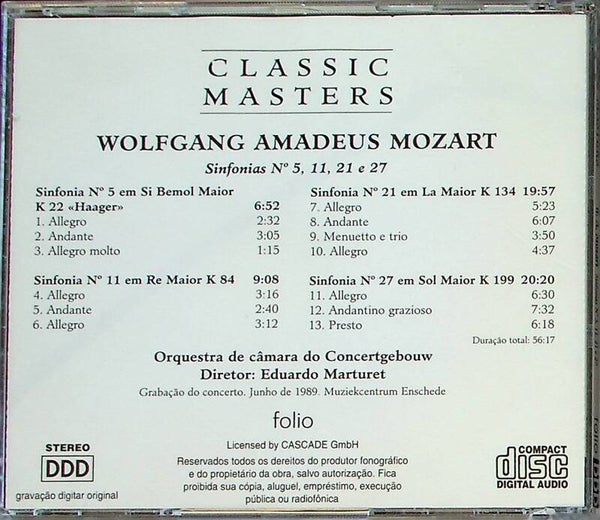 CLASSIC
MASTERS
WOLFGANG AMADEUS MOZART
Sinfonias Nº 5, 11, 21 e 27
Sinfonia Nº 5 em Si Bemol Maior
K 22 «Haager» 6:52
1. Allegro 2:32
2. Andante 3:05
3. Allegro molto 1:15
Sinfonia Nº 11 em Re Maior K 84 9:08
4. Allegro 3:16
5. Andante 2:40
6. Allegro 3:12
Sinfonia Nº 21 em La Maior K 134 19:57
7. Allegro 5:23
8. Andante 6:07
9. Menuetto e trio 3:50
10. Allegro 4:37
Sinfonia Nº 27 em Sol Maior K 199 20:20
11. Allegro 6:30
12. Andantino grazioso 7:32
13. Presto 6:18
Duração total: 56:17
Orquestra de câmara do Concertgebouw
Diretor: Eduardo Marturet
Grabação do concerto. Junho de 1989. Muziekcentrum Enschede
folio
Licensed by CASCADE GmbH
Reservados todos os dereitos do produtor fonográfico
e do propietário da obra, salvo autorização. Fica
proibida sua cópia, aluguel, empréstimo, execução
pública ou radiofônica
STEREO
DDD
gravação digitar original
COMPACT
disc
DIGITAL AUDIO